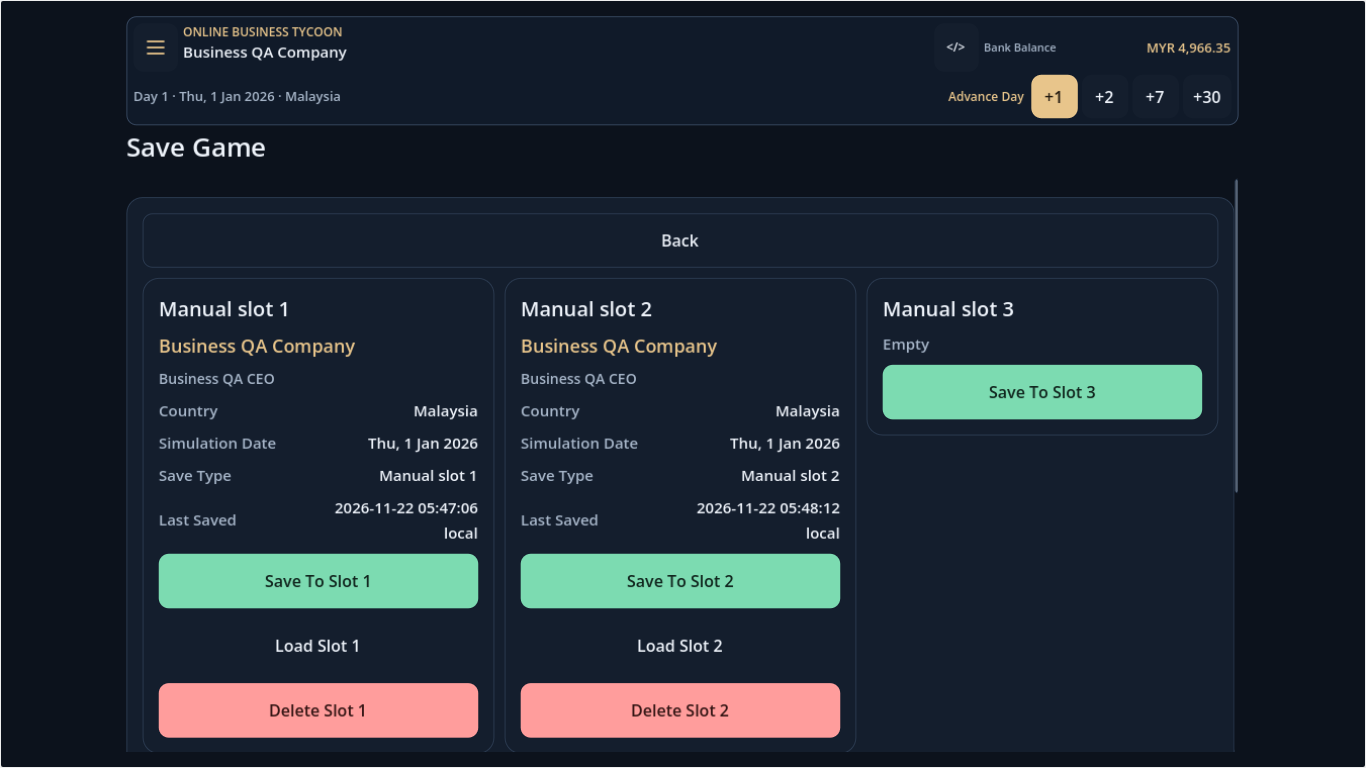 ONLINE BUSINESS TYCOON
Business QA Company
</> Bank Balance MYR 4,966.35
Day 1 · Thu, 1 Jan 2026 · Malaysia
Advance Day +1 +2 +7 +30
Save Game
Back
Manual slot 1
Business QA Company
Business QA CEO
Country Malaysia
Simulation Date Thu, 1 Jan 2026
Save Type Manual slot 1
Last Saved 2026-11-22 05:47:06
local
Save To Slot 1
Load Slot 1
Delete Slot 1
Manual slot 2
Business QA Company
Business QA CEO
Country Malaysia
Simulation Date Thu, 1 Jan 2026
Save Type Manual slot 2
Last Saved 2026-11-22 05:48:12
local
Save To Slot 2
Load Slot 2
Delete Slot 2
Manual slot 3
Empty
Save To Slot 3